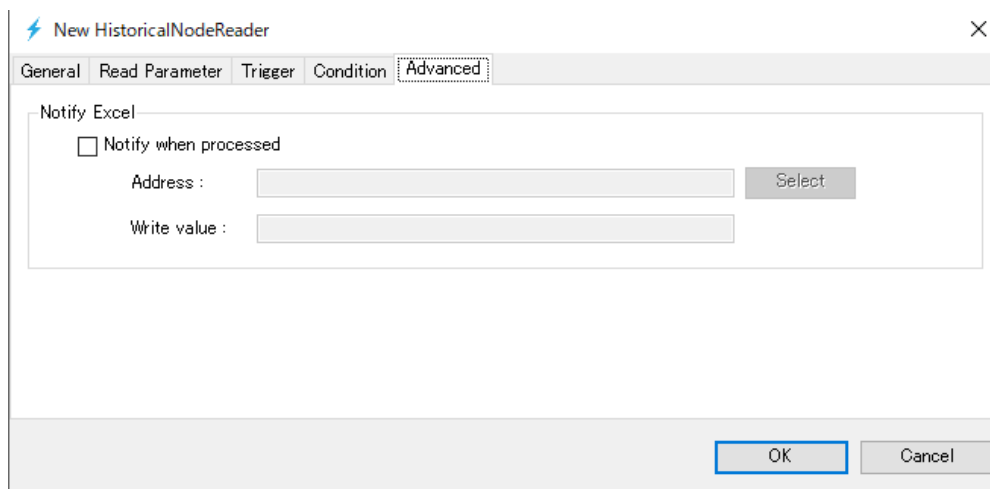 New HistoricalNodeReader
General Read Parameter Trigger Condition Advanced
Notify Excel
Notify when processed
Address : Select
Write value :
OK Cancel